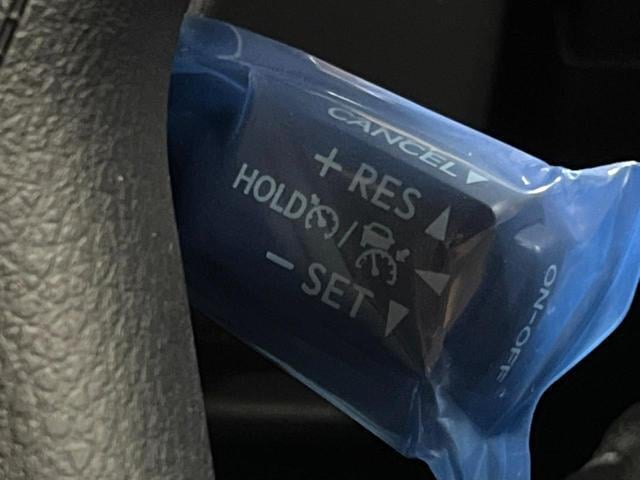 CANCEL
+ RES
HOLD /
- SET
ON-OFF